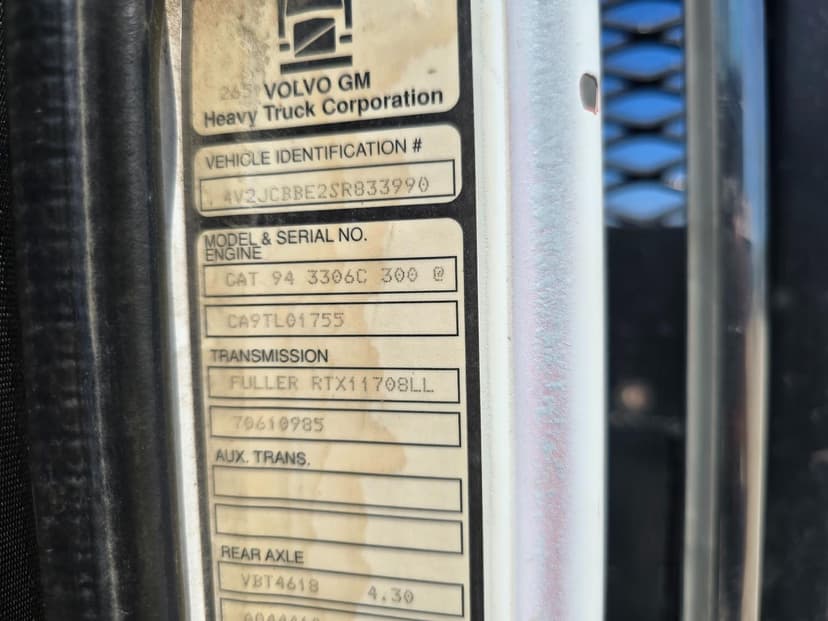 VOLVO GM
Heavy Truck Corporation
VEHICLE IDENTIFICATION #
4V2JCBBE2SR833990
MODEL & SERIAL NO.
ENGINE
CAT 94 3306C 300 @
CA9TL01755
TRANSMISSION
FULLER RTX11708LL
70610985
AUX. TRANS.
REAR AXLE
VBT4618 4.30